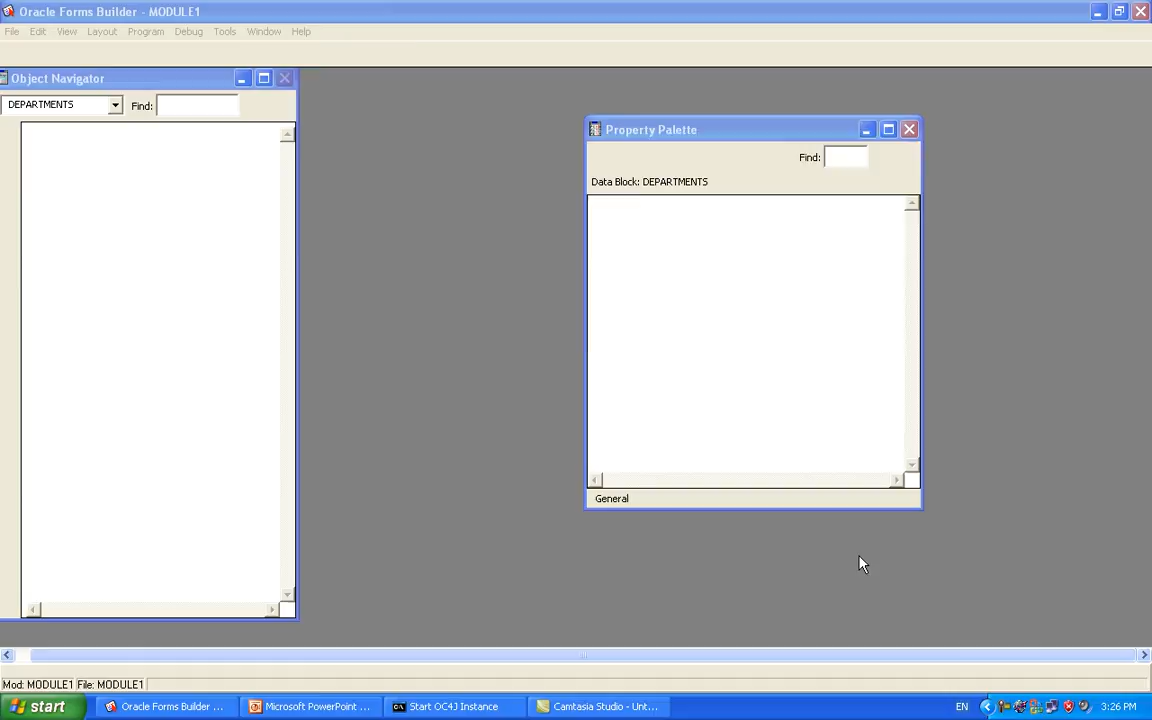 Oracle Forms Builder - MODULE1
File Edit View Layout Program Debug Tools Window Help
Object Navigator
DEPARTMENTS Find:
Property Palette
Find:
Data Block: DEPARTMENTS
General
Mod: MODULE1 File: MODULE1
start Oracle Forms Builder ... Microsoft PowerPoint ... Start OC4J Instance Camtasia Studio - Unt... EN 3:26 PM